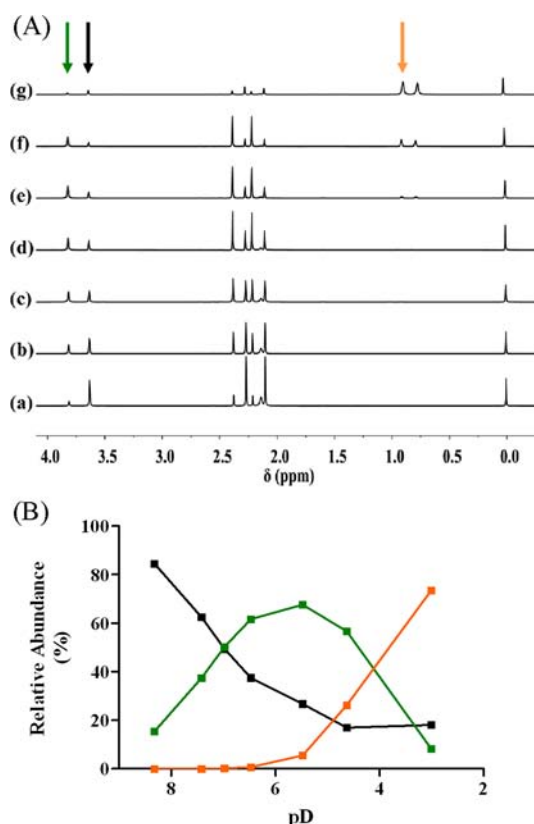 (A)
(g)
(f)
(e)
(d)
(c)
(b)
(a)
4.0 3.5 3.0 2.5 2.0 1.5 1.0 0.5 0.0
δ (ppm)
(B)
100
80
60
40
20
0
Relative Abundance
(%)
8 6 4 2
pD